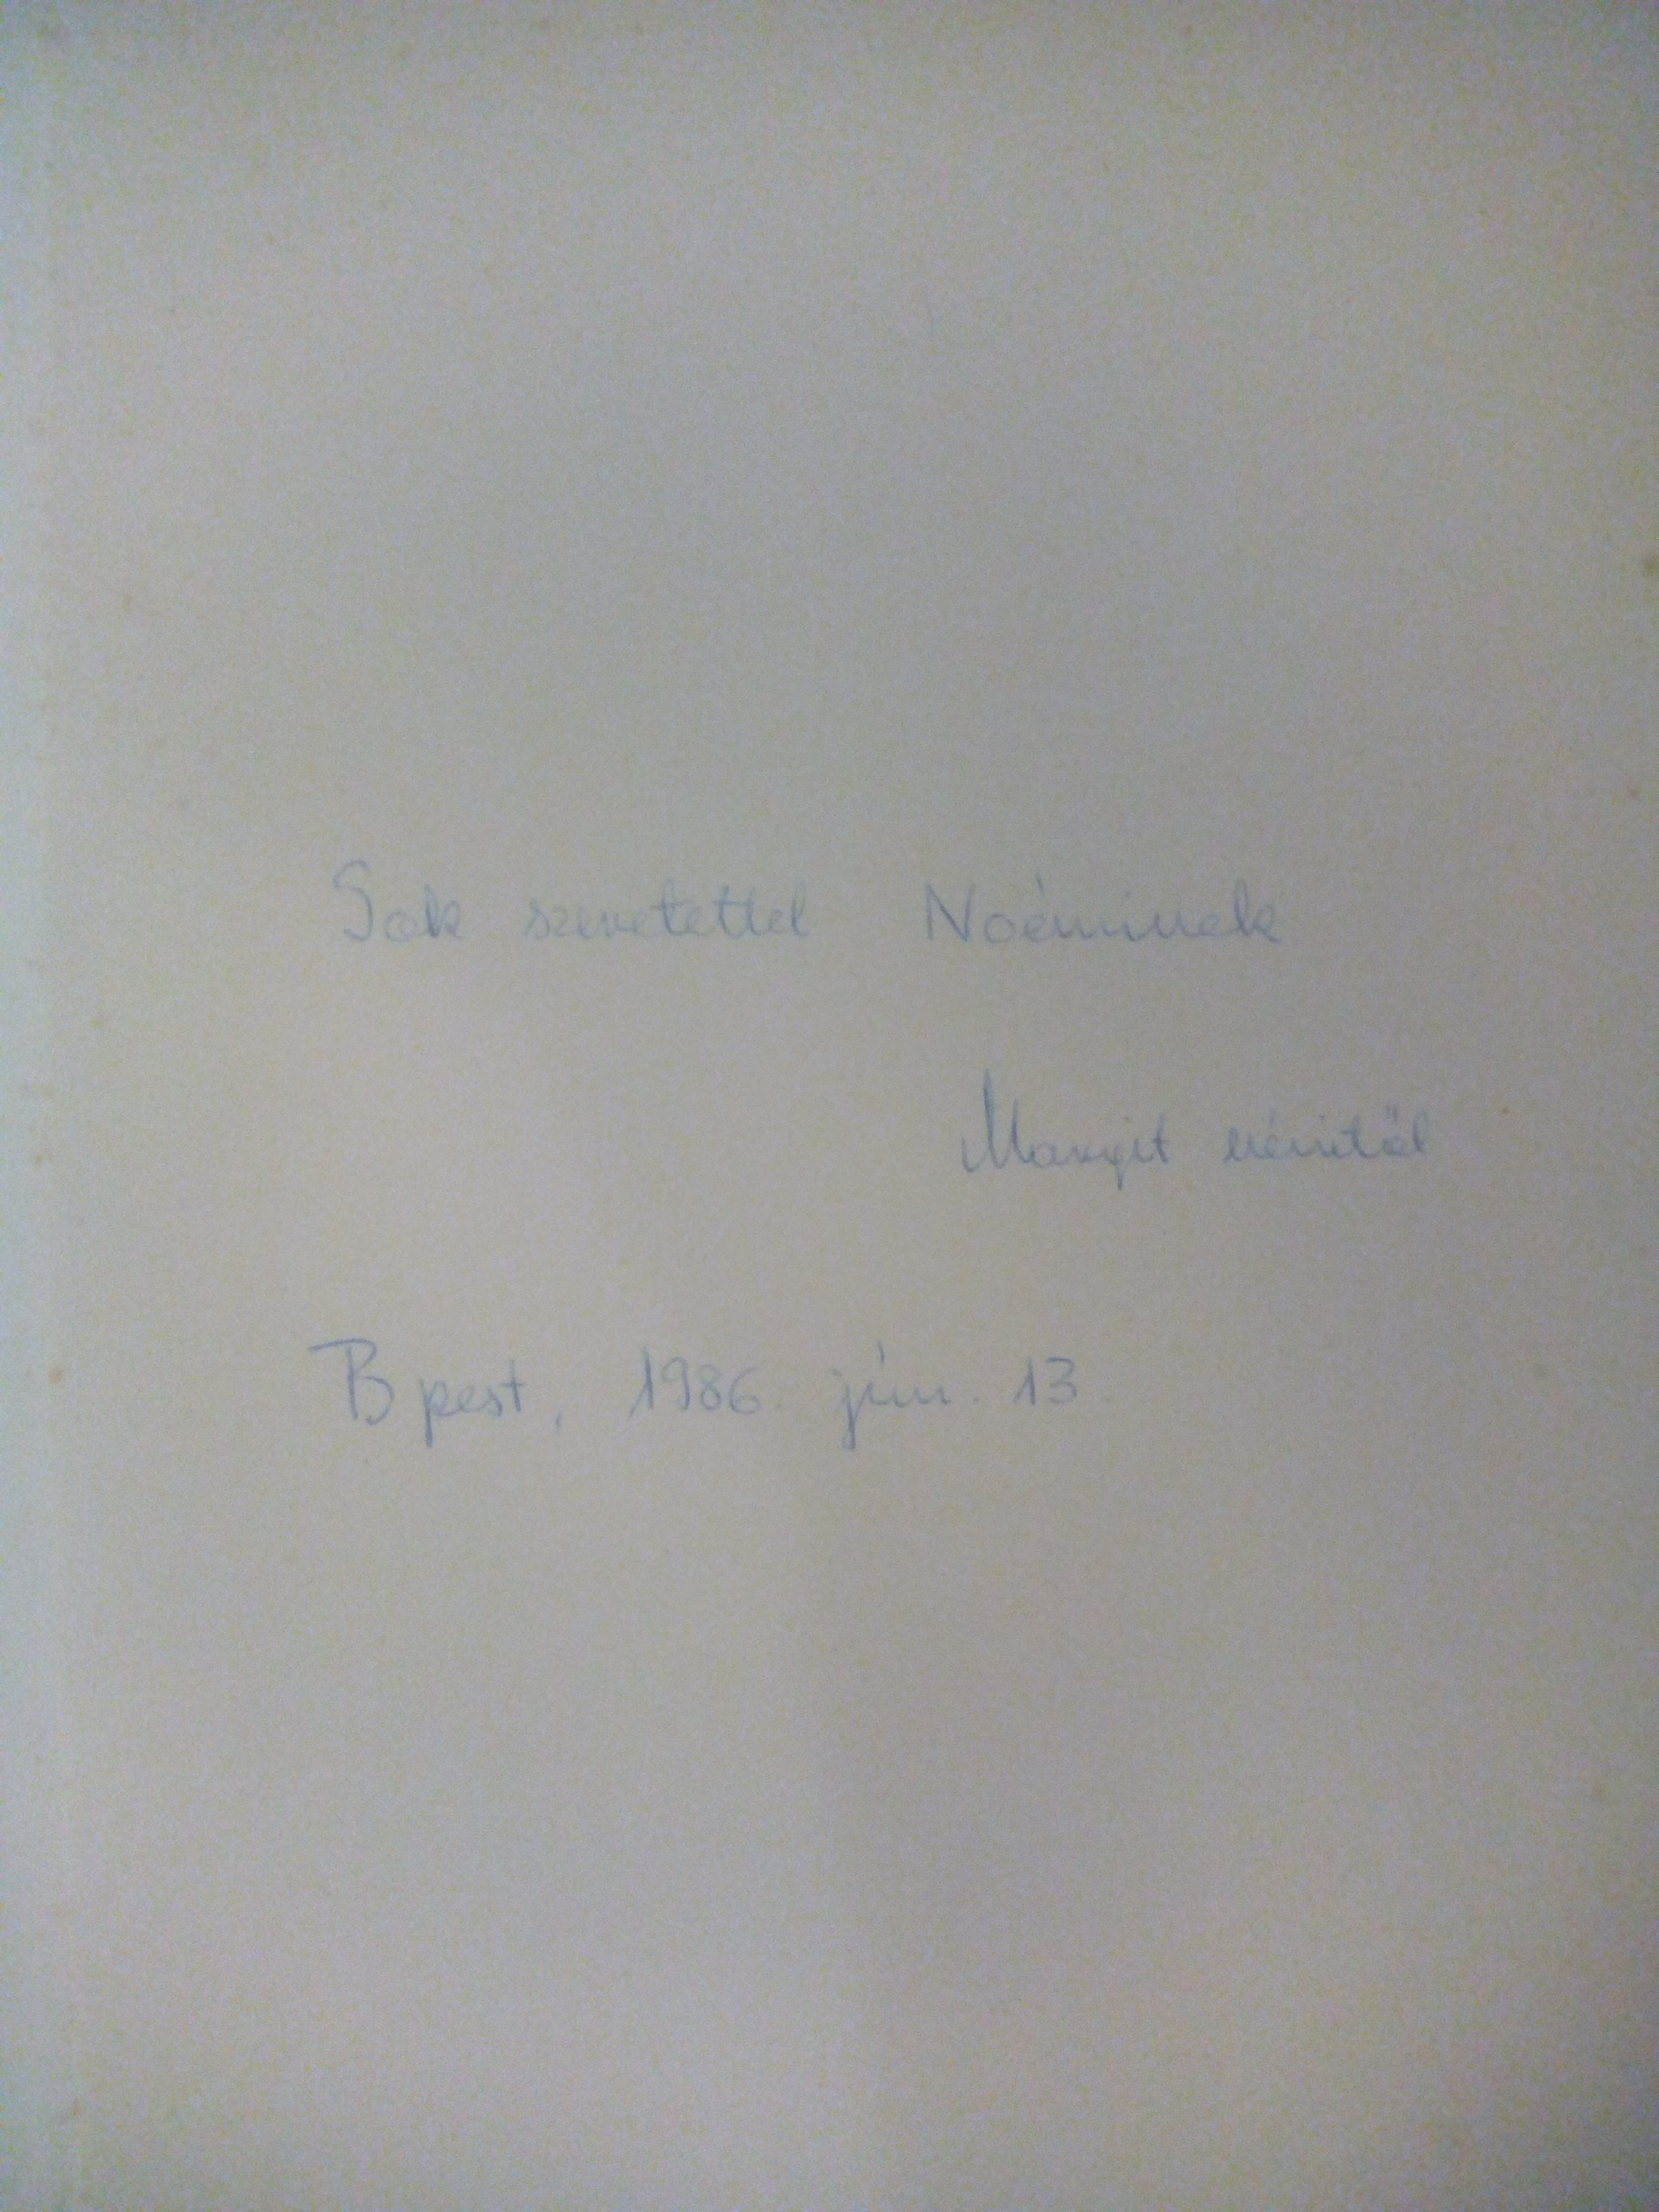 Sok szeretettel Noéminek
Margit nénitől
Bpest, 1986. jún. 13.